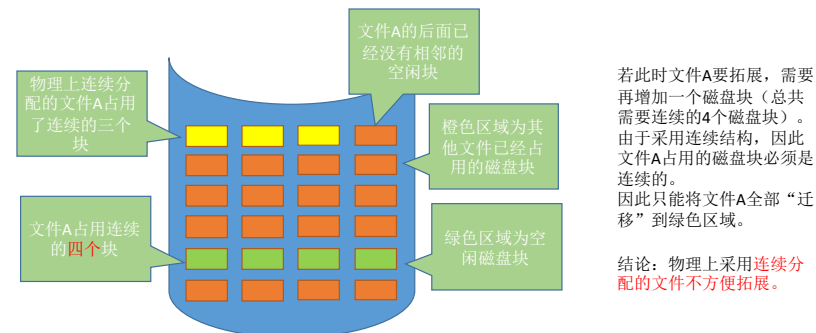 文件A的后面已
经没有相邻的
空闲块
物理上连续分
配的文件A占用
了连续的三个
块
橙色区域为其
他文件已经占
用的磁盘块
文件A占用连续
的四个块
绿色区域为空
闲磁盘块
若此时文件A要拓展，需要
再增加一个磁盘块（总共
需要连续的4个磁盘块）。
由于采用连续结构，因此
文件A占用的磁盘块必须是
连续的。
因此只能将文件A全部“迁
移”到绿色区域。
结论：物理上采用连续分
配的文件不方便拓展。